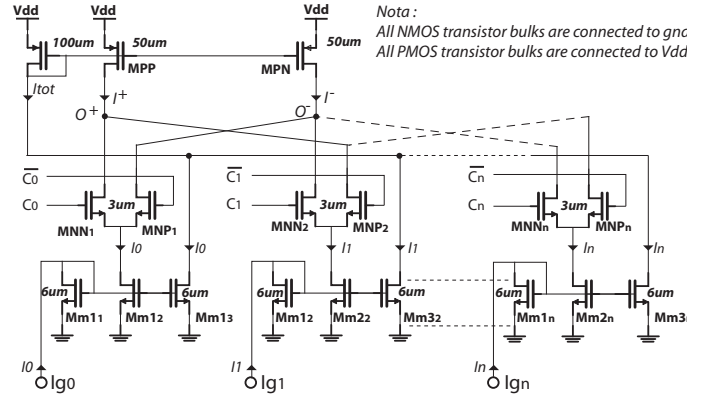 Vdd Vdd Vdd Nota :
All NMOS transistor bulks are connected to gnd
All PMOS transistor bulks are connected to Vdd
100um 50um 50um
MPP MPN
Itot I+ I-
O+ O-
C0 C1 Cn
C0 3um C1 3um Cn 3um
MNN1 MNP1 MNN2 MNP2 MNNn MNPn
I0 I0 I1 I1 In In
6um 6um 6um 6um 6um 6um
Mm11 Mm12 Mm13 Mm12 Mm22 Mm32 Mm1n Mm2n Mm3n
I0 I1 In
Ig0 Ig1 Ign